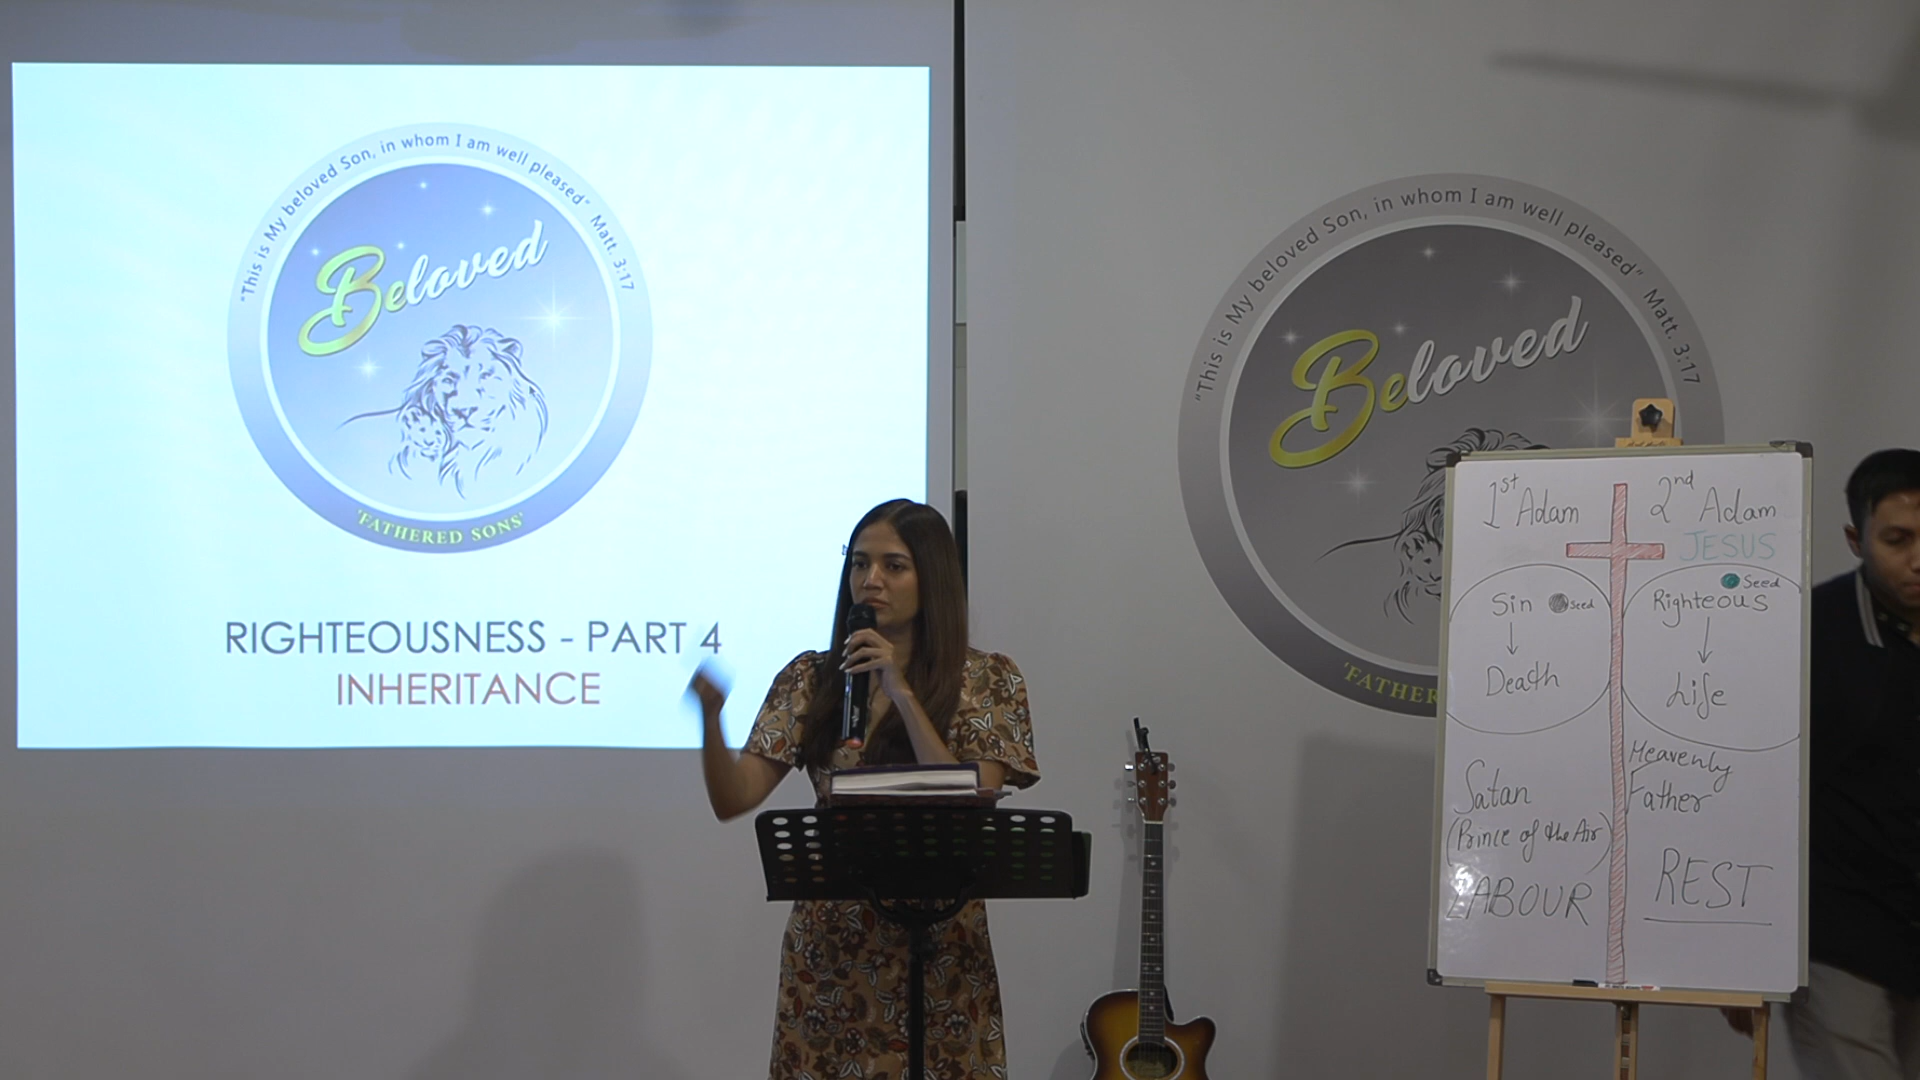 "This is My beloved Son, in whom I am well pleased" Matt. 3:17
Beloved
'FATHERED SONS'
RIGHTEOUSNESS - PART 4
INHERITANCE
"This is My beloved Son, in whom I am well pleased" Matt. 3:17
Beloved
'FATHER
1st Adam
2nd Adam
JESUS
Sin Seed
Death
Seed
Righteous
Life
Satan
(Prince of the Air)
LABOUR
Heavenly
Father
REST